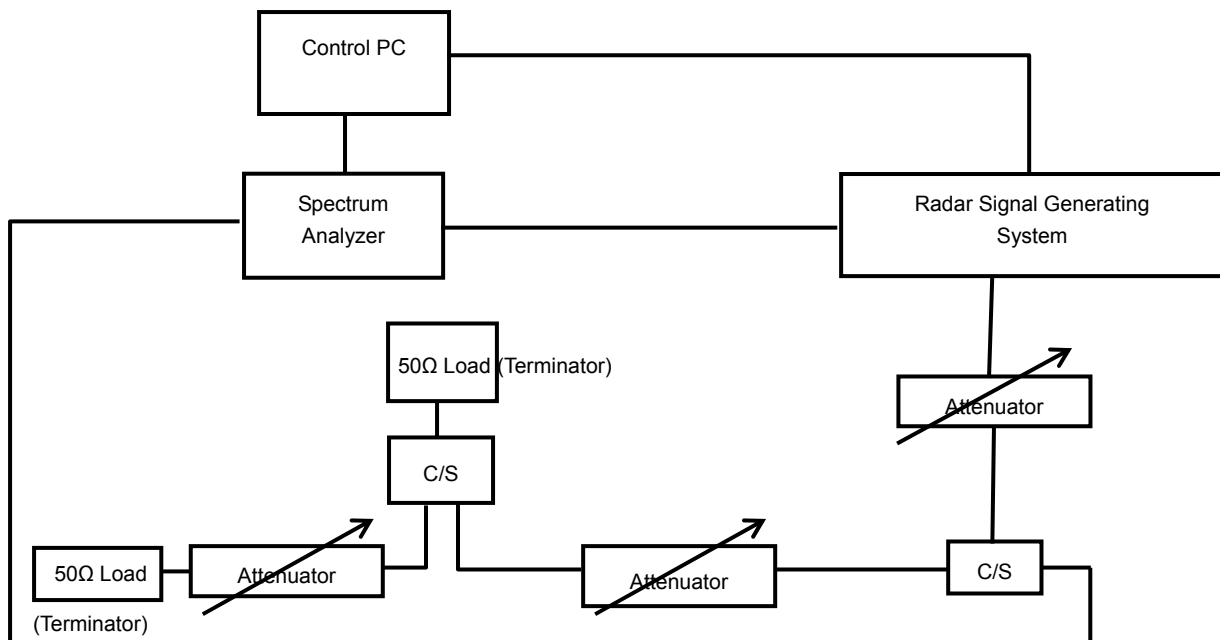 Control PC
Spectrum
Analyzer
Radar Signal Generating
System
50Ω Load (Terminator)
Attenuator
C/S
50Ω Load
(Terminator)
Attenuator
Attenuator
C/S